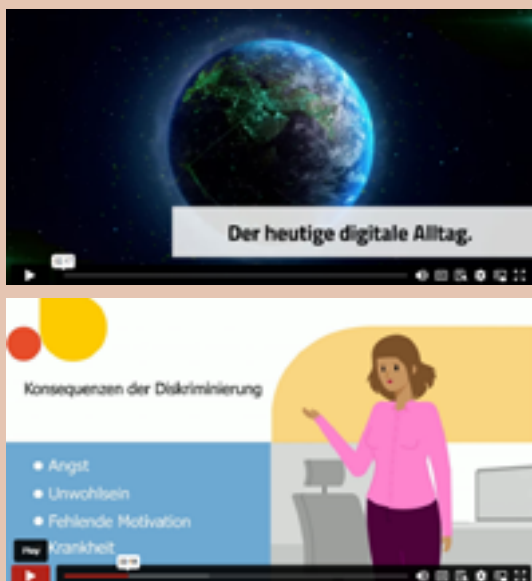 Der heutige digitale Alltag.
Konsequenzen der Diskriminierung
Angst
Unwohlsein
Fehlende Motivation
Krankheit
Play